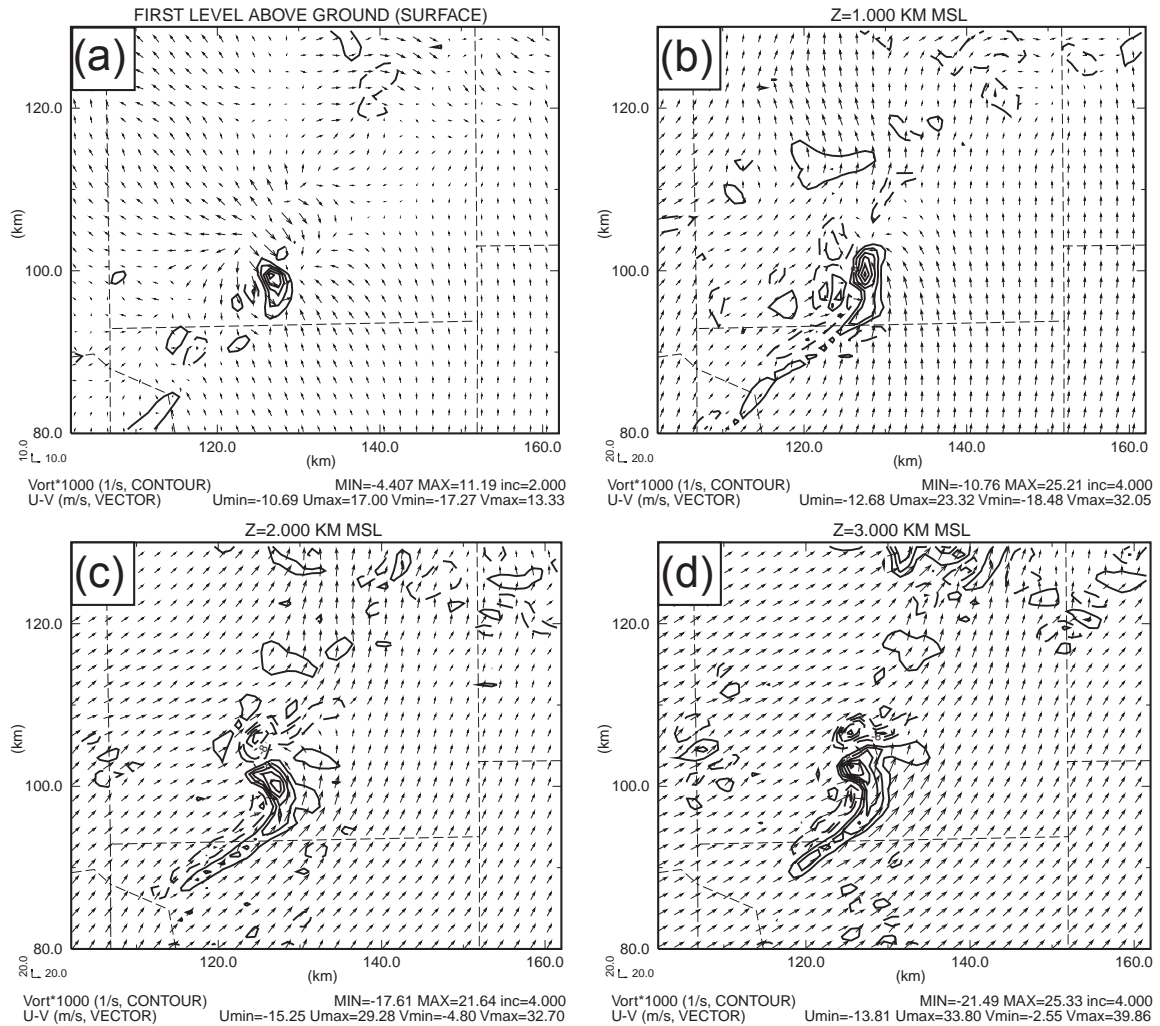 FIRST LEVEL ABOVE GROUND (SURFACE)
(a)
120.0
100.0
80.0
(km)
120.0 140.0 160.0
(km)
10.0
10.0
Vort*1000 (1/s, CONTOUR) MIN=-4.407 MAX=11.19 inc=2.000
U-V (m/s, VECTOR) Umin=-10.69 Umax=17.00 Vmin=-17.27 Vmax=13.33
Z=1.000 KM MSL
(b)
120.0
100.0
80.0
(km)
120.0 140.0 160.0
(km)
20.0
20.0
Vort*1000 (1/s, CONTOUR) MIN=-10.76 MAX=25.21 inc=4.000
U-V (m/s, VECTOR) Umin=-12.68 Umax=23.32 Vmin=-18.48 Vmax=32.05
Z=2.000 KM MSL
(c)
120.0
100.0
80.0
(km)
120.0 140.0 160.0
(km)
20.0
20.0
Vort*1000 (1/s, CONTOUR) MIN=-17.61 MAX=21.64 inc=4.000
U-V (m/s, VECTOR) Umin=-15.25 Umax=29.28 Vmin=-4.80 Vmax=32.70
Z=3.000 KM MSL
(d)
120.0
100.0
80.0
(km)
120.0 140.0 160.0
(km)
20.0
20.0
Vort*1000 (1/s, CONTOUR) MIN=-21.49 MAX=25.33 inc=4.000
U-V (m/s, VECTOR) Umin=-13.81 Umax=33.80 Vmin=-2.55 Vmax=39.86